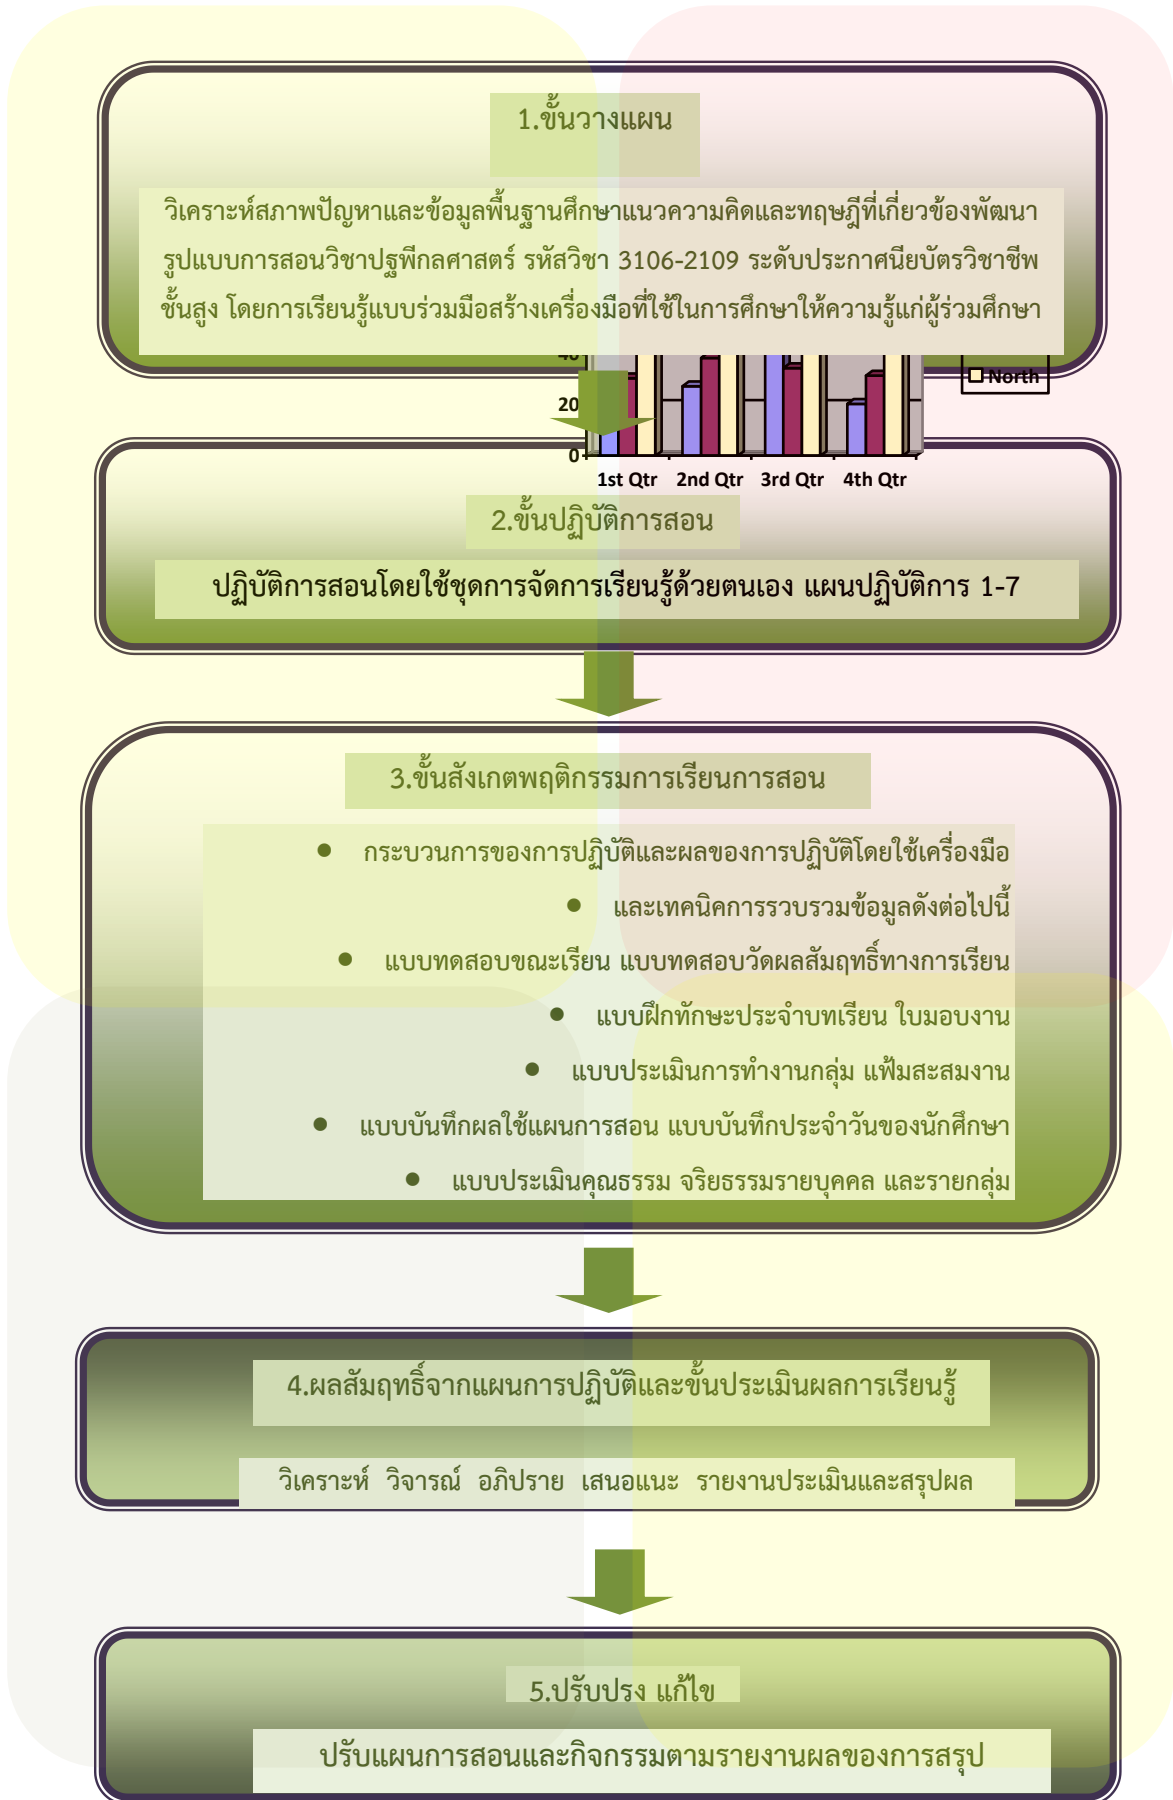 1.ขั้นวางแผน
วิเคราะห์สภาพปัญหาและข้อมูลพื้นฐานศึกษาแนวความคิดและทฤษฎีที่เกี่ยวข้องพัฒนา
รูปแบบการสอนวิชาปฐพีกลศาสตร์ รหัสวิชา 3106-2109 ระดับประกาศนียบัตรวิชาชีพ
ชั้นสูง โดยการเรียนรู้แบบร่วมมือสร้างเครื่องมือที่ใช้ในการศึกษาให้ความรู้แก่ผู้ร่วมศึกษา
40
North
20
0
1st Qtr 2nd Qtr 3rd Qtr 4th Qtr
2.ขั้นปฏิบัติการสอน
ปฏิบัติการสอนโดยใช้ชุดการจัดการเรียนรู้ด้วยตนเอง แผนปฏิบัติการ 1-7
3.ขั้นสังเกตพฤติกรรมการเรียนการสอน
● กระบวนการของการปฏิบัติและผลของการปฏิบัติโดยใช้เครื่องมือ
● และเทคนิคการรวบรวมข้อมูลดังต่อไปนี้
● แบบทดสอบขณะเรียน แบบทดสอบวัดผลสัมฤทธิ์ทางการเรียน
● แบบฝึกทักษะประจำบทเรียน ใบมอบงาน
● แบบประเมินการทำงานกลุ่ม แฟ้มสะสมงาน
● แบบบันทึกผลใช้แผนการสอน แบบบันทึกประจำวันของนักศึกษา
● แบบประเมินคุณธรรม จริยธรรมรายบุคคล และรายกลุ่ม
4.ผลสัมฤทธิ์จากแผนการปฏิบัติและขั้นประเมินผลการเรียนรู้
วิเคราะห์ วิจารณ์ อภิปราย เสนอแนะ รายงานประเมินและสรุปผล
5.ปรับปรง แก้ไข
ปรับแผนการสอนและกิจกรรมตามรายงานผลของการสรุป